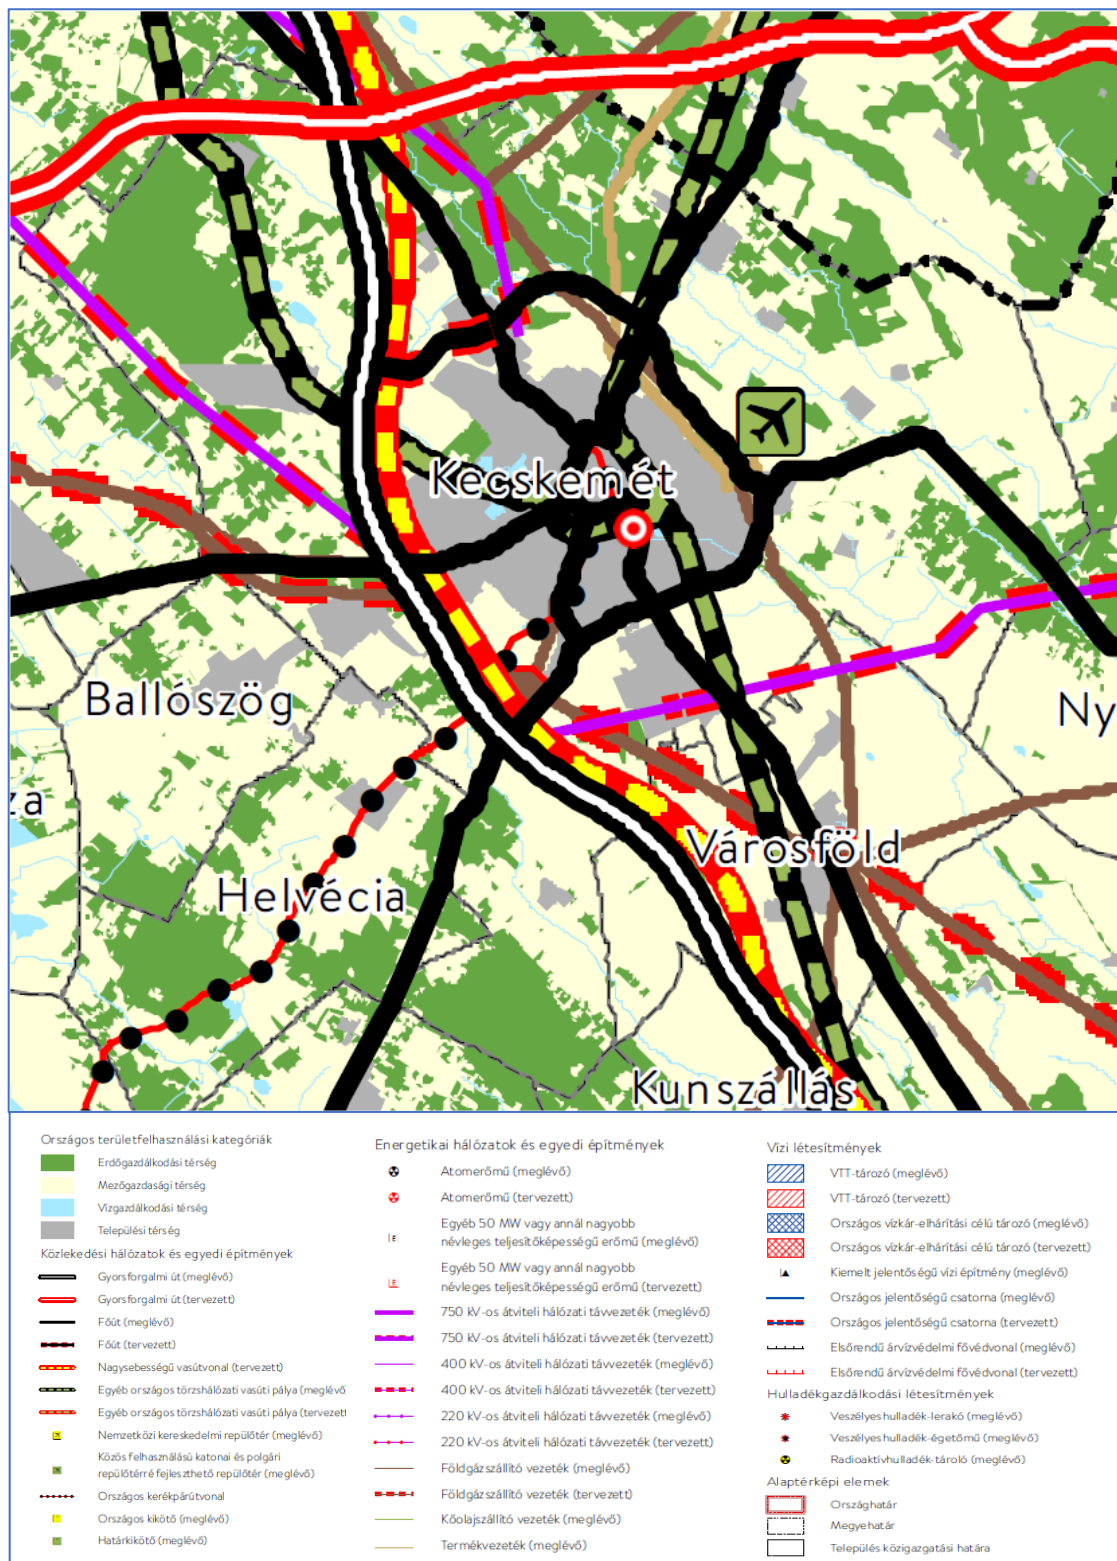 Kecskemét
Ballószög
Ny
za
Városföld
Helvécia
Kunszállás
Országos területfelhasználási kategóriák
Erdőgazdálkodási térség
Mezőgazdasági térség
Vízgazdálkodási térség
Települési térség
Közlekedési hálózatok és egyedi építmények
Gyorsforgalmi út (meglévő)
Gyorsforgalmi út (tervezett)
Főút (meglévő)
Főút (tervezett)
Nagysebességű vasútvonal (tervezett)
Egyéb országos törzshálózati vasúti pálya (meglévő
Egyéb országos törzshálózati vasúti pálya (tervezett
Nemzetközi kereskedelmi repülőtér (meglévő)
Közös felhasználású katonai és polgári
repülőtérré fejleszthető repülőtér (meglévő)
Országos kerékpárútvonal
Országos kikötő (meglévő)
Határkikötő (meglévő)
Energetikai hálózatok és egyedi építmények
Atomerőmű (meglévő)
Atomerőmű (tervezett)
Egyéb 50 MW vagy annál nagyobb
névleges teljesítőképességű erőmű (meglévő)
Egyéb 50 MW vagy annál nagyobb
névleges teljesítőképességű erőmű (tervezett)
750 kV-os átviteli hálózati távvezeték (meglévő)
750 kV-os átviteli hálózati távvezeték (tervezett)
400 kV-os átviteli hálózati távvezeték (meglévő)
400 kV-os átviteli hálózati távvezeték (tervezett)
220 kV-os átviteli hálózati távvezeték (meglévő)
220 kV-os átviteli hálózati távvezeték (tervezett)
Földgázszállító vezeték (meglévő)
Földgázszállító vezeték (tervezett)
Kőolajszállító vezeték (meglévő)
Termékvezeték (meglévő)
Vízi létesítmények
VTT-tározó (meglévő)
VTT-tározó (tervezett)
Országos vízkár-elhárítási célú tározó (meglévő)
Országos vízkár-elhárítási célú tározó (tervezett)
Kiemelt jelentőségű vízi építmény (meglévő)
Országos jelentőségű csatorna (meglévő)
Országos jelentőségű csatorna (tervezett)
Elsőrendű árvízvédelmi fővédvonal (meglévő)
Elsőrendű árvízvédelmi fővédvonal (tervezett)
Hulladékgazdálkodási létesítmények
Veszélyeshulladék-lerakó (meglévő)
Veszélyeshulladék-égetőmű (meglévő)
Radioaktívhulladék-tároló (meglévő)
Alaptérképi elemek
Országhatár
Megyehatár
Település közigazgatási határa